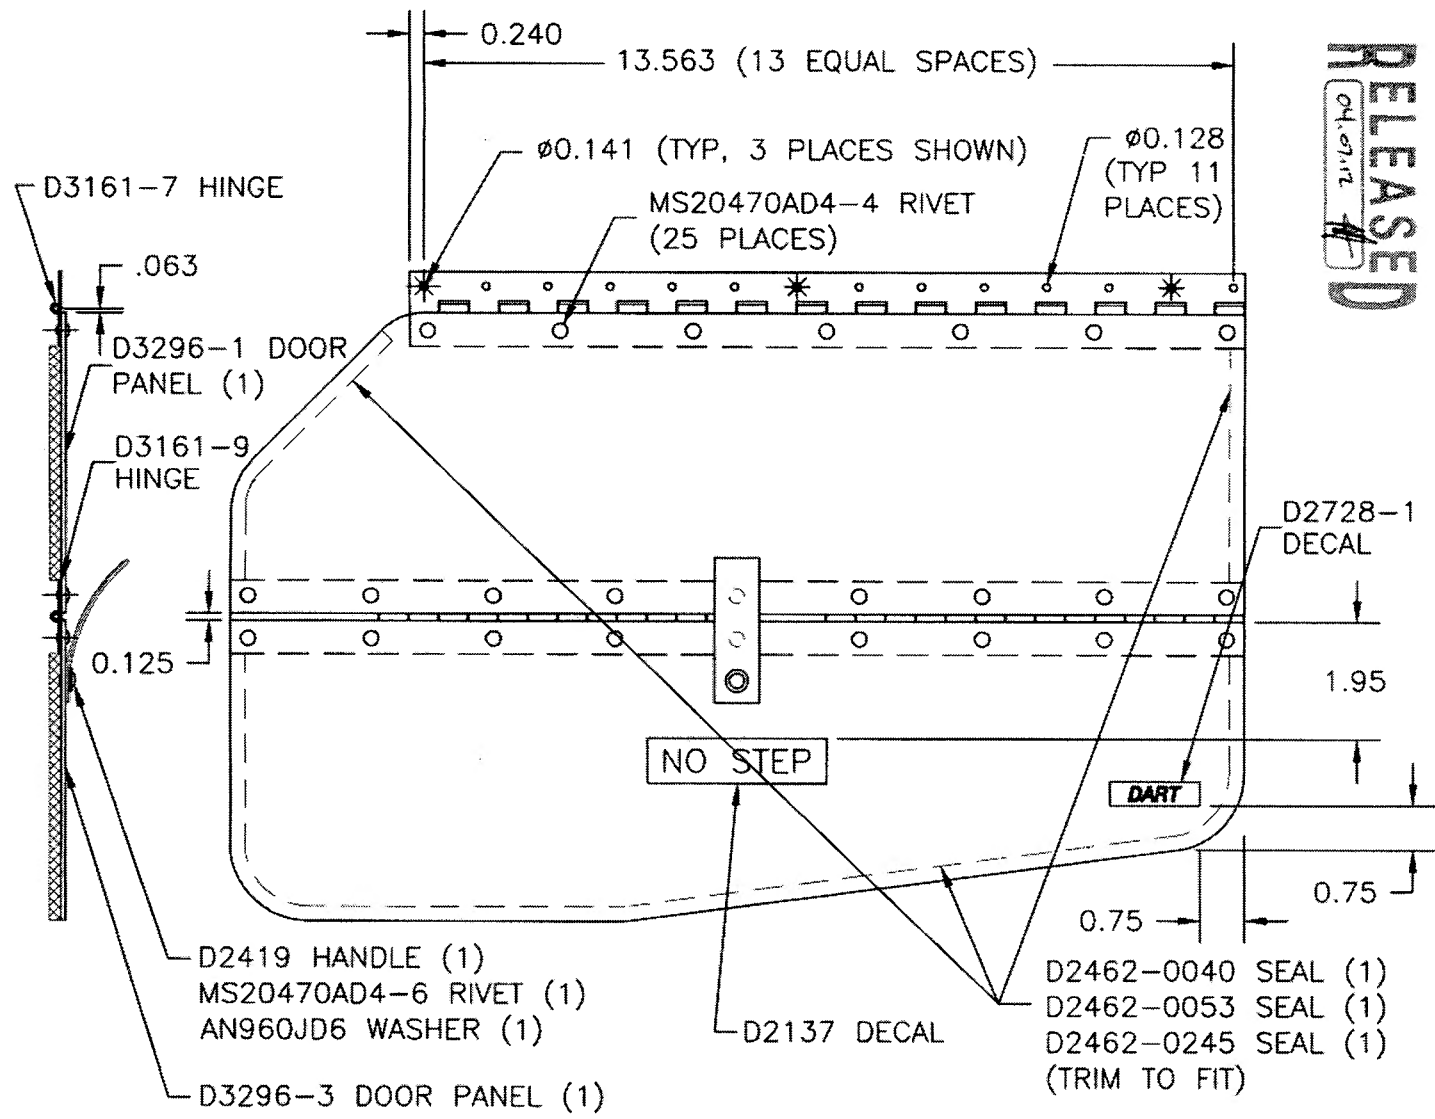 0.240
13.563 (13 EQUAL SPACES)
RELEASED
04.07.12
ø0.141 (TYP, 3 PLACES SHOWN)
ø0.128
(TYP 11
PLACES)
D3161-7 HINGE
MS20470AD4-4 RIVET
(25 PLACES)
.063
D3296-1 DOOR
PANEL (1)
D3161-9
HINGE
D2728-1
DECAL
0.125
1.95
NO STEP
DART
0.75
0.75
D2419 HANDLE (1)
MS20470AD4-6 RIVET (1)
AN960JD6 WASHER (1)
D2137 DECAL
D2462-0040 SEAL (1)
D2462-0053 SEAL (1)
D2462-0245 SEAL (1)
(TRIM TO FIT)
D3296-3 DOOR PANEL (1)